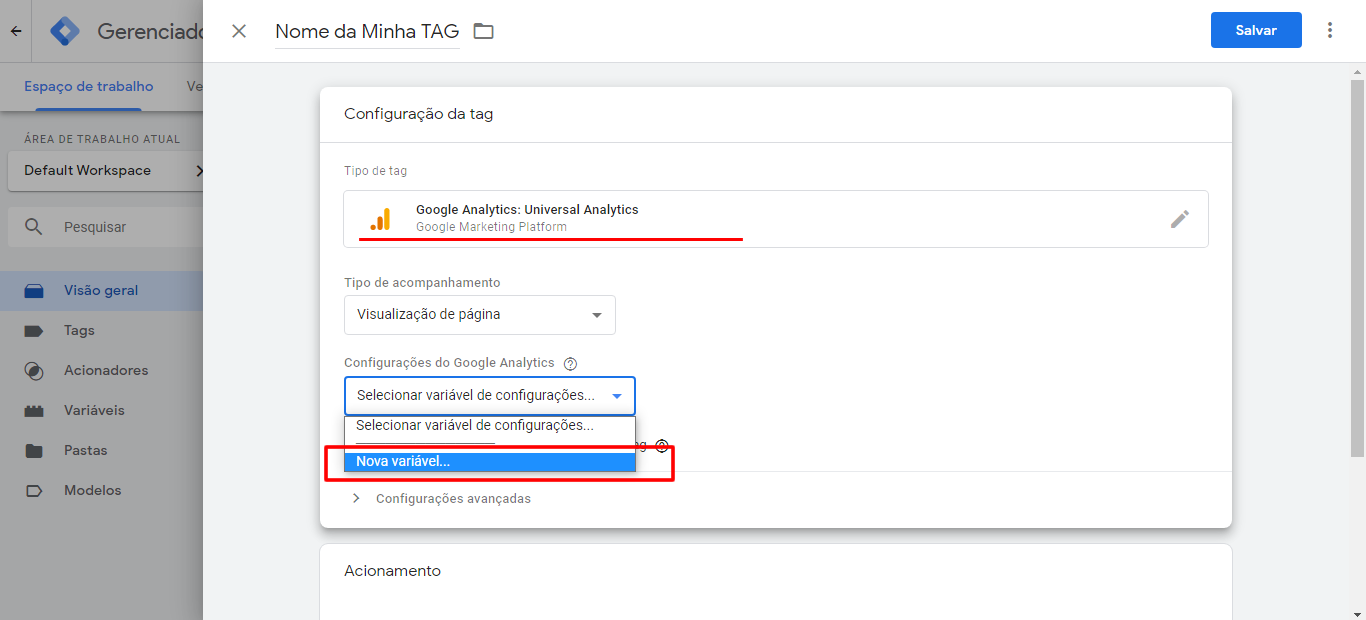 Gerenciado
Nome da Minha TAG
Salvar
Espaço de trabalho
Ve
ÁREA DE TRABALHO ATUAL
Default Workspace
Pesquisar
Visão geral
Tags
Acionadores
Variáveis
Pastas
Modelos
Configuração da tag
Tipo de tag
Google Analytics: Universal Analytics
Google Marketing Platform
Tipo de acompanhamento
Visualização de página
Configurações do Google Analytics
Selecionar variável de configurações...
Selecionar variável de configurações...
ag
Nova variável...
Configurações avançadas
Acionamento